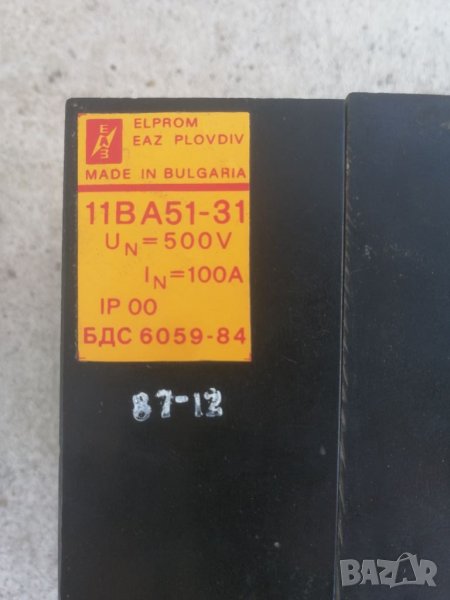 ELPROM
EAZ PLOVDIV
MADE IN BULGARIA
11BA51-31
UN=500V
IN=100A
IP 00
БДС 6059-84
87-12
BAZAR